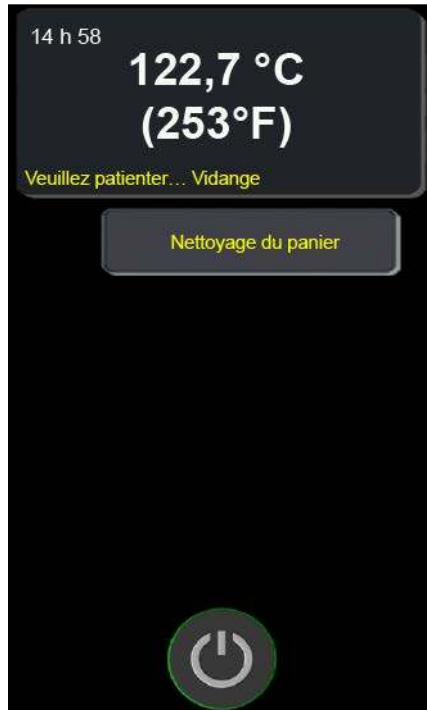 14 h 58
122,7 °C
(253°F)
Veuillez patienter… Vidange
Nettoyage du panier